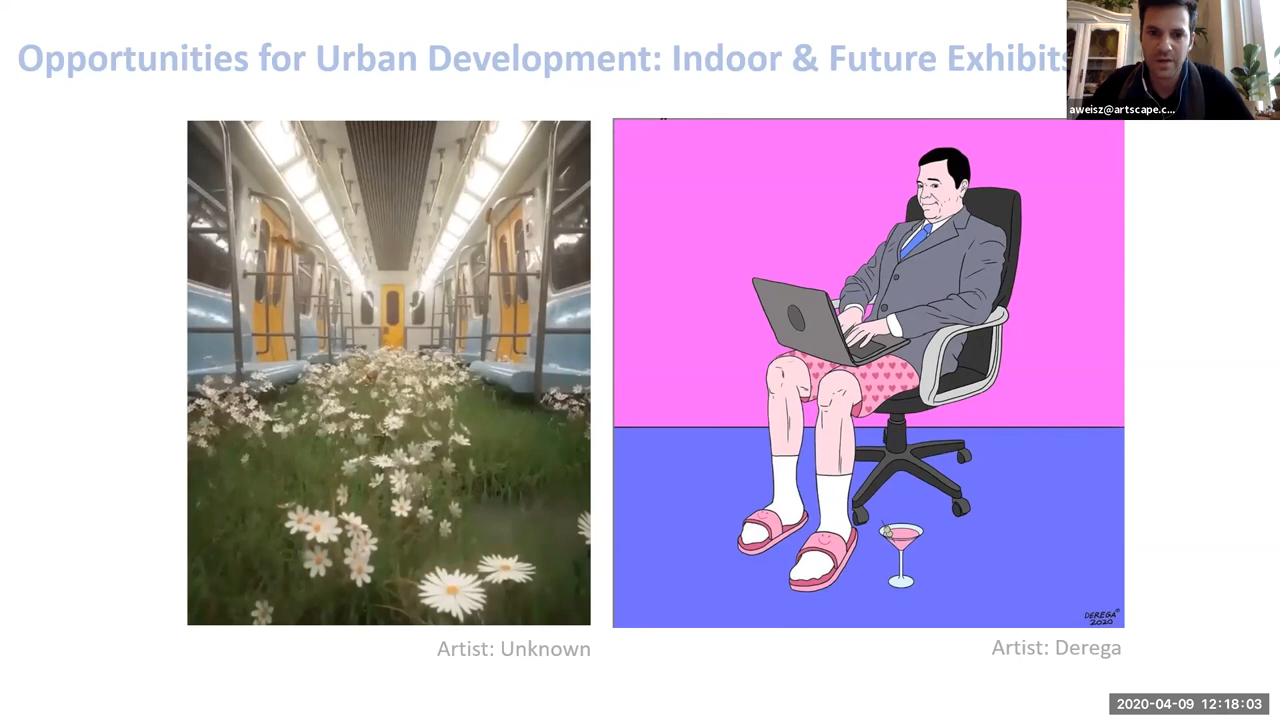 Opportunities for Urban Development: Indoor & Future Exhibits
aweisz@artscape.c...
DEREGA©
2020
Artist: Unknown
Artist: Derega
2020-04-09 12:18:03